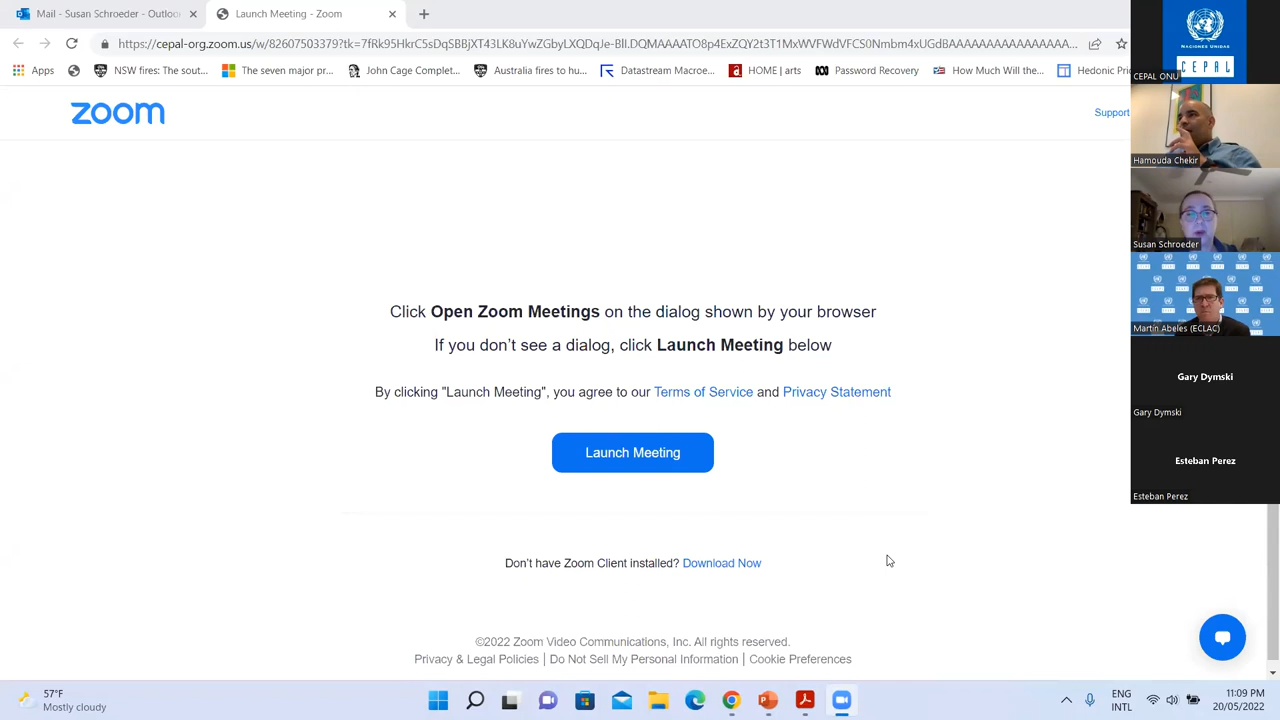 Mail - Susan Schroeder - Outloo
Launch Meeting - Zoom
https://cepal-org.zoom.us/w/82607503379?tk=
Apps
NSW fires: The sout...
The seven major pr...
John Cage Complet...
Australia fires to hu...
Datastream Macroe...
HOME | arts
Password Recovery
How Much Will the...
Hedonic Pri
zoom
Support
Click Open Zoom Meetings on the dialog shown by your browser
If you don’t see a dialog, click Launch Meeting below
By clicking "Launch Meeting", you agree to our Terms of Service and Privacy Statement
Launch Meeting
Don’t have Zoom Client installed? Download Now
©2022 Zoom Video Communications, Inc. All rights reserved.
Privacy & Legal Policies | Do Not Sell My Personal Information | Cookie Preferences
NACIONES UNIDAS
CEPAL
CEPAL ONU
Hamouda Chekir
Susan Schroeder
Martín Abeles (ECLAC)
Gary Dymski
Gary Dymski
Esteban Perez
Esteban Perez
57°F
Mostly cloudy
ENG
INTL
11:09 PM
20/05/2022